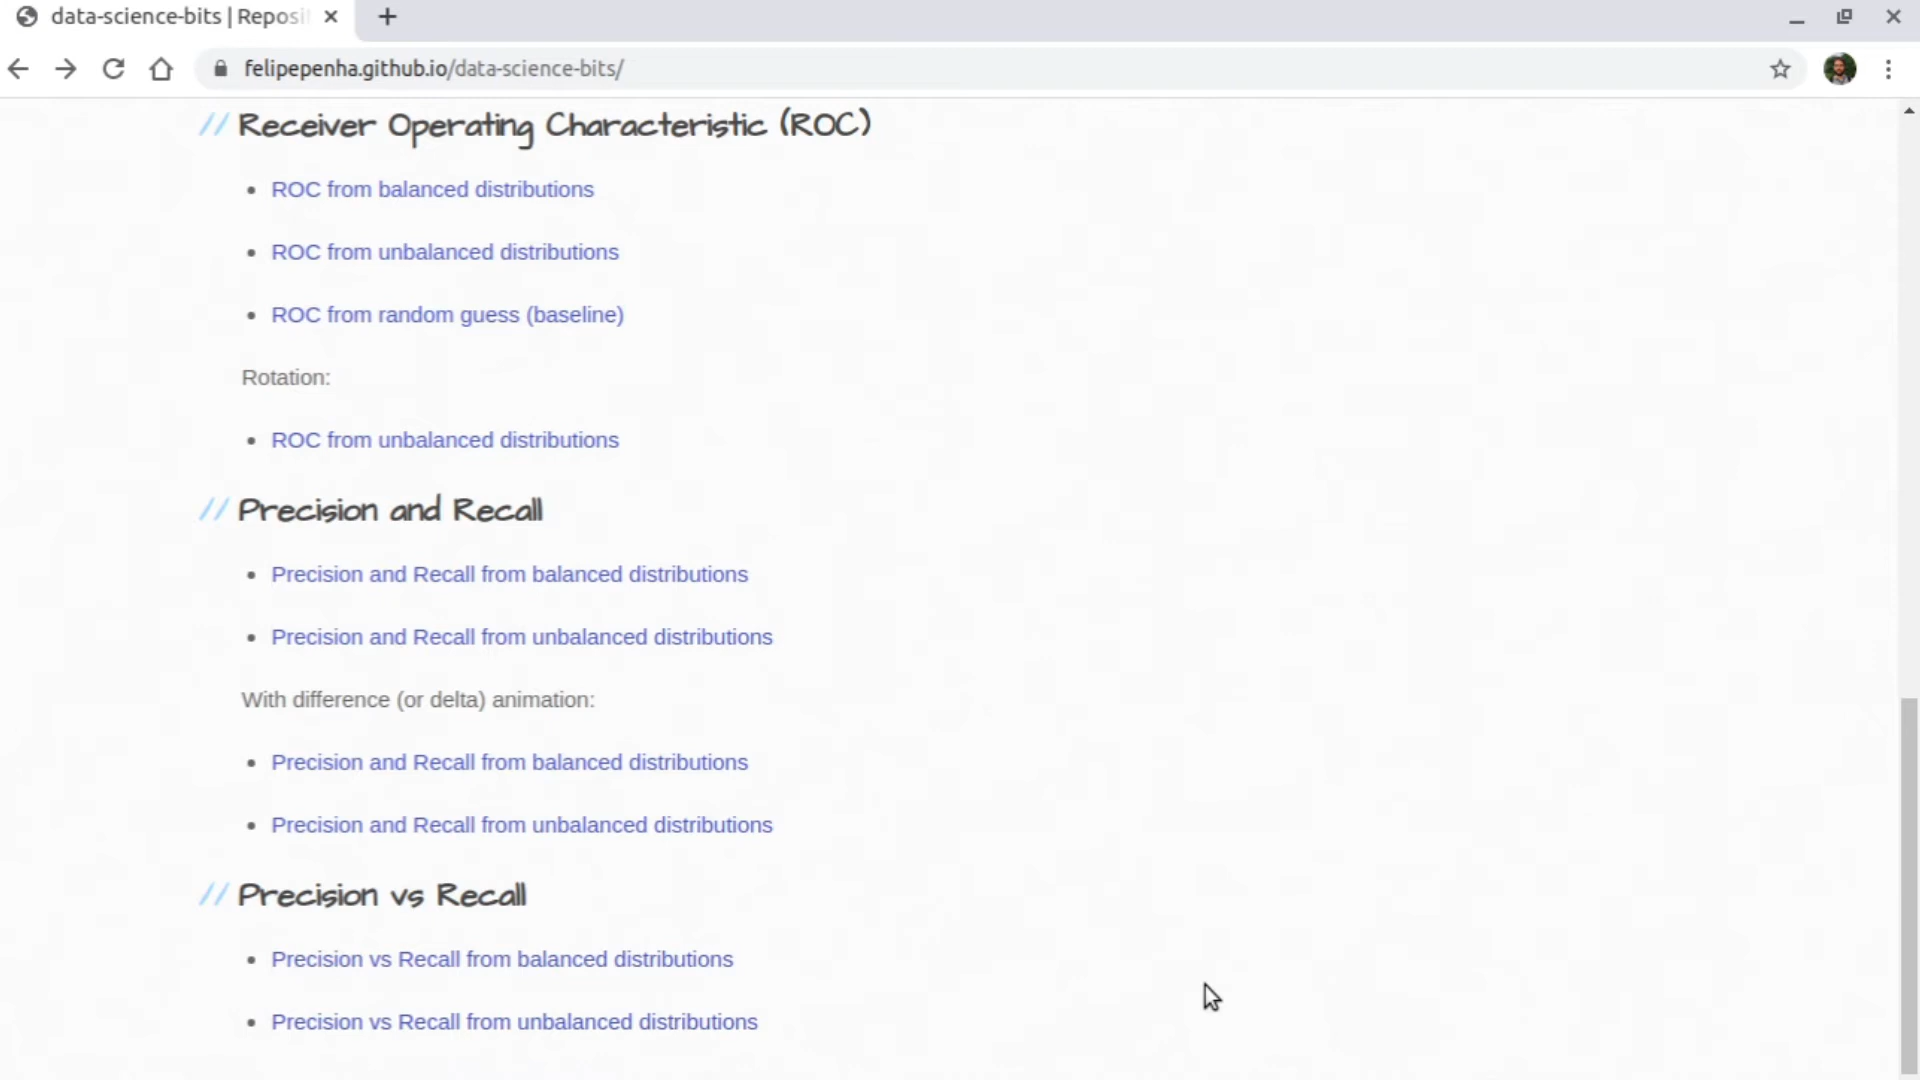 data-science-bits | Reposi
felipepenha.github.io/data-science-bits/
// Receiver Operating Characteristic (ROC)
• ROC from balanced distributions
• ROC from unbalanced distributions
• ROC from random guess (baseline)
Rotation:
• ROC from unbalanced distributions
// Precision and Recall
• Precision and Recall from balanced distributions
• Precision and Recall from unbalanced distributions
With difference (or delta) animation:
• Precision and Recall from balanced distributions
• Precision and Recall from unbalanced distributions
// Precision vs Recall
• Precision vs Recall from balanced distributions
• Precision vs Recall from unbalanced distributions